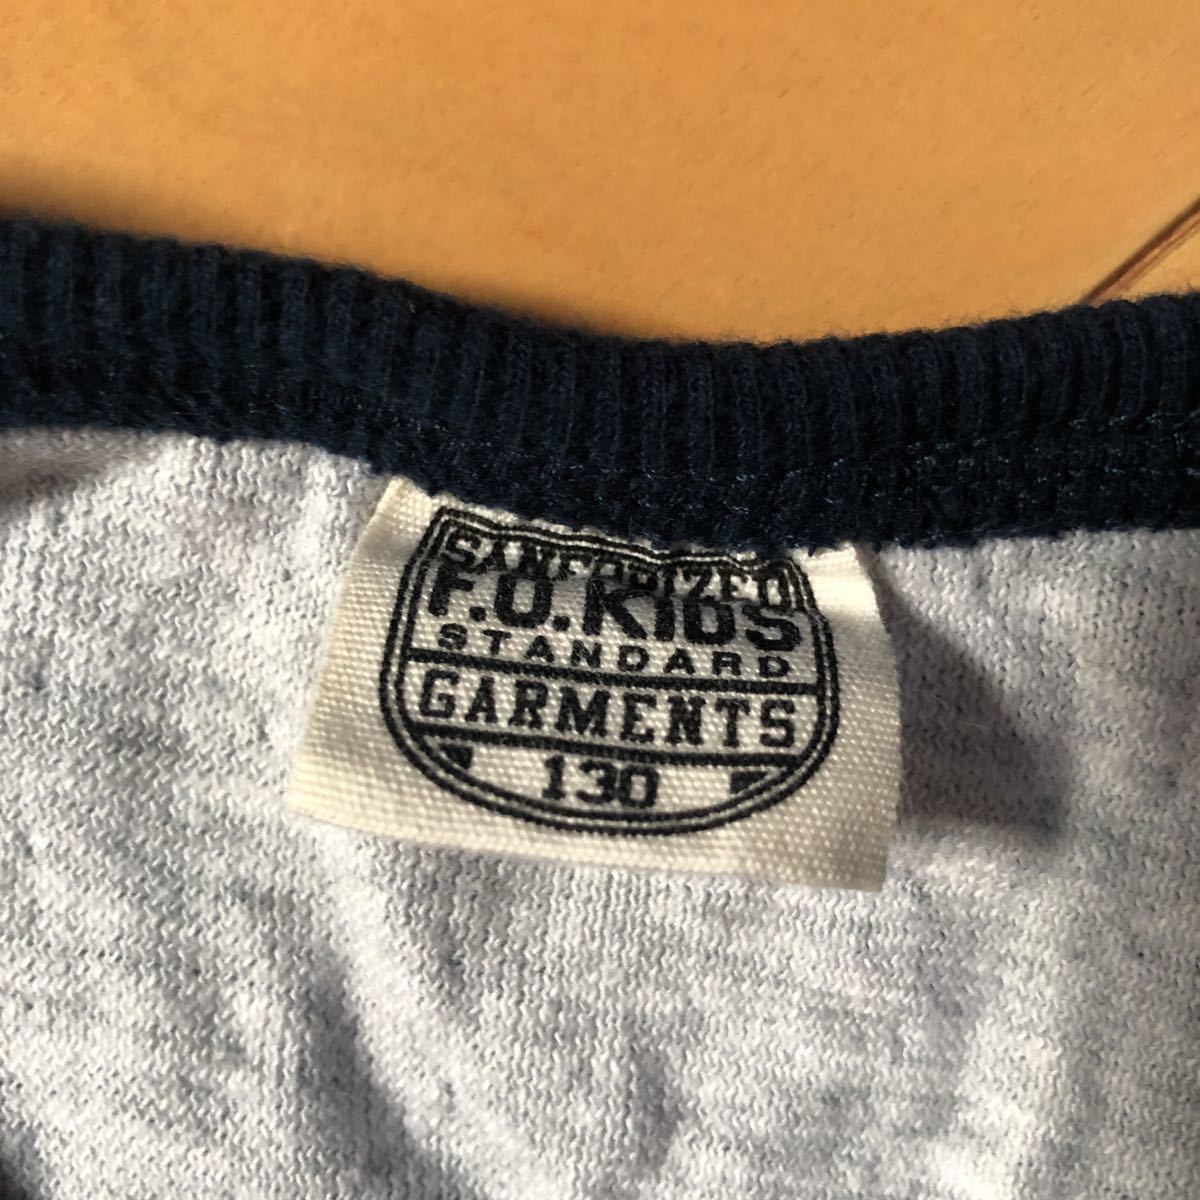 SANFORIZED
F.O.KIDS
STANDARD
GARMENTS
130